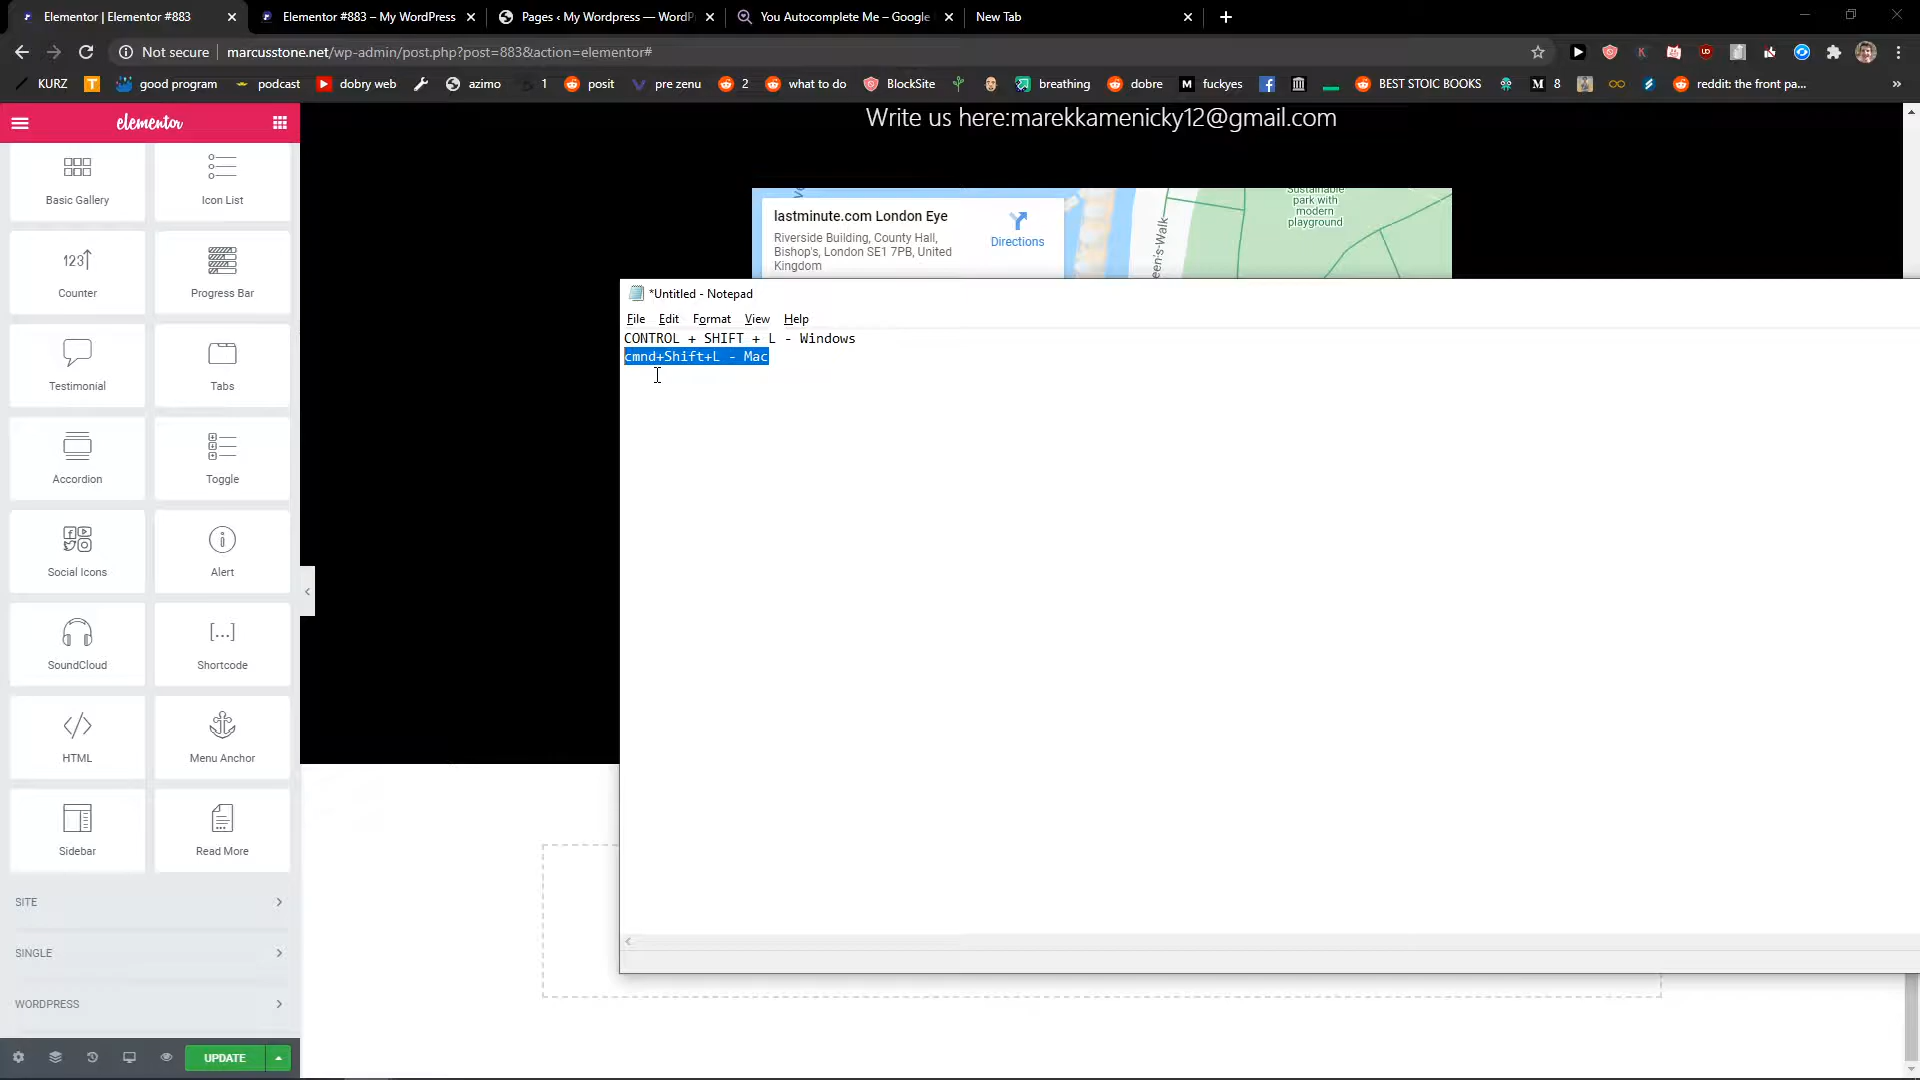 Elementor | Elementor #883
Elementor #883 – My WordPress
Pages ‹ My Wordpress — WordP
You Autocomplete Me – Google
New Tab
Not secure
marcusstone.net/wp-admin/post.php?post=883&action=elementor#
KURZ
good program
podcast
dobry web
azimo
1
posit
pre zenu
2
what to do
BlockSite
breathing
dobre
fuckyes
BEST STOIC BOOKS
8
reddit: the front pa...
elementor
Basic Gallery
Icon List
Counter
Progress Bar
Testimonial
Tabs
Accordion
Toggle
Social Icons
Alert
SoundCloud
Shortcode
HTML
Menu Anchor
Sidebar
Read More
SITE
SINGLE
WORDPRESS
UPDATE
Write us here:marekkamenicky12@gmail.com
lastminute.com London Eye
Riverside Building, County Hall,
Bishop's, London SE1 7PB, United
Kingdom
Directions
een's-Walk
Sustainable
park with
modern
playground
*Untitled - Notepad
File Edit Format View Help
CONTROL + SHIFT + L - Windows
cmnd+Shift+L - Mac